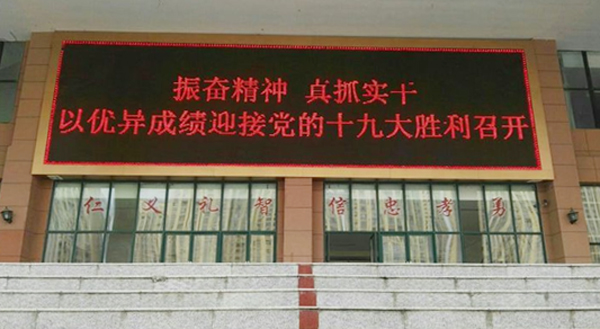 振奋精神 真抓实干
以优异成绩迎接党的十九大胜利召开
仁 义 礼 智 信 忠 孝 勇